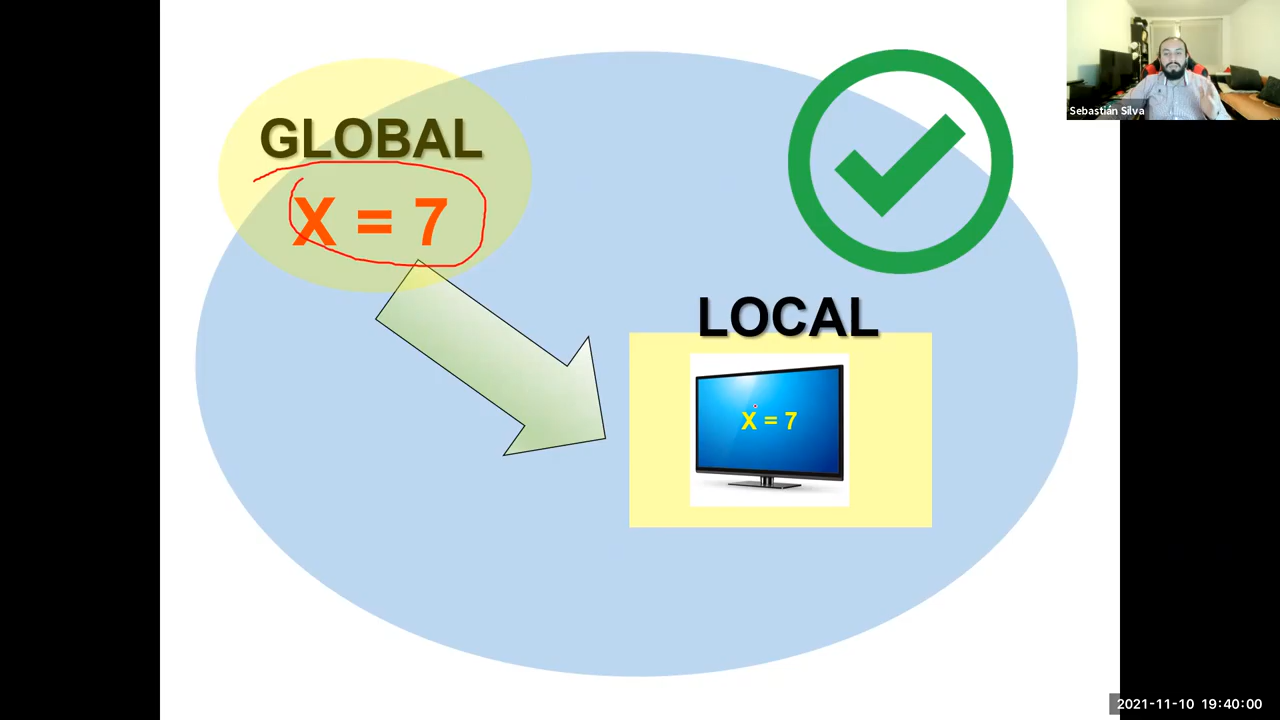 GLOBAL
X = 7
LOCAL
X = 7
Sebastián Silva
2021-11-10 19:40:00